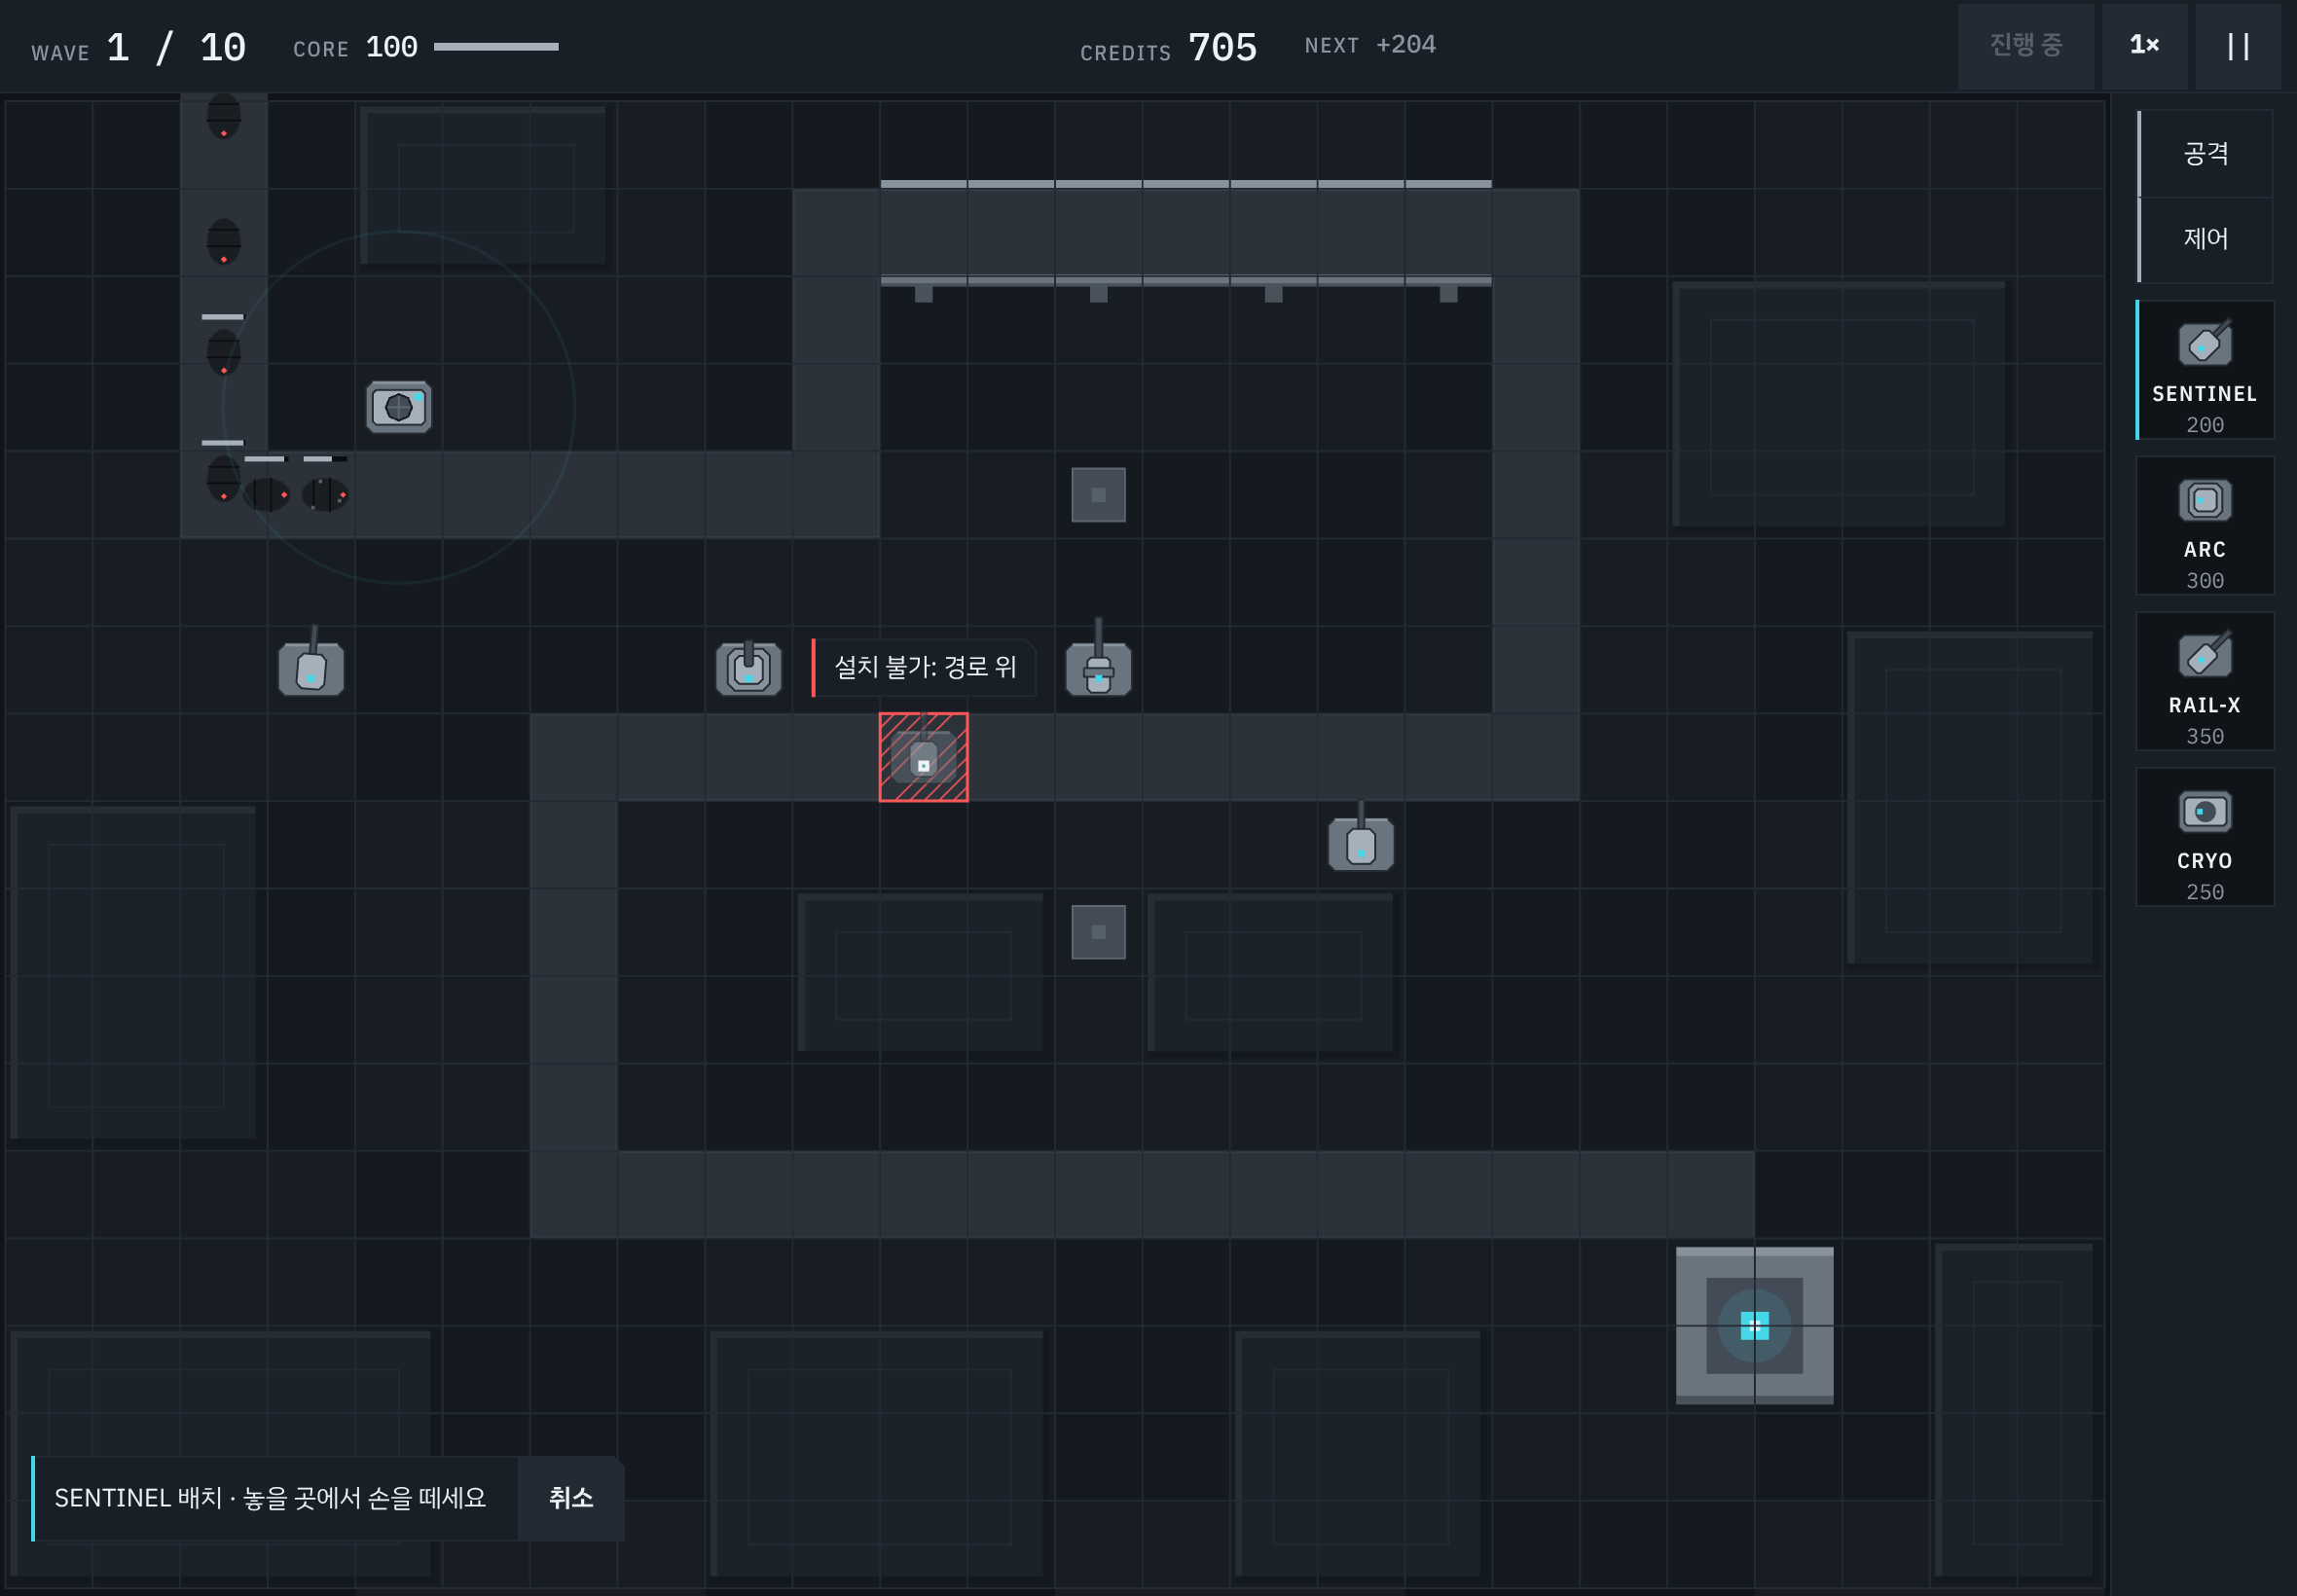 WAVE 1 / 10 CORE 100 CREDITS 705 NEXT +204 진행 중 1× ||
공격
제어
SENTINEL
200
ARC
300
RAIL-X
350
CRYO
250
설치 불가: 경로 위
SENTINEL 배치 · 놓을 곳에서 손을 떼세요 취소